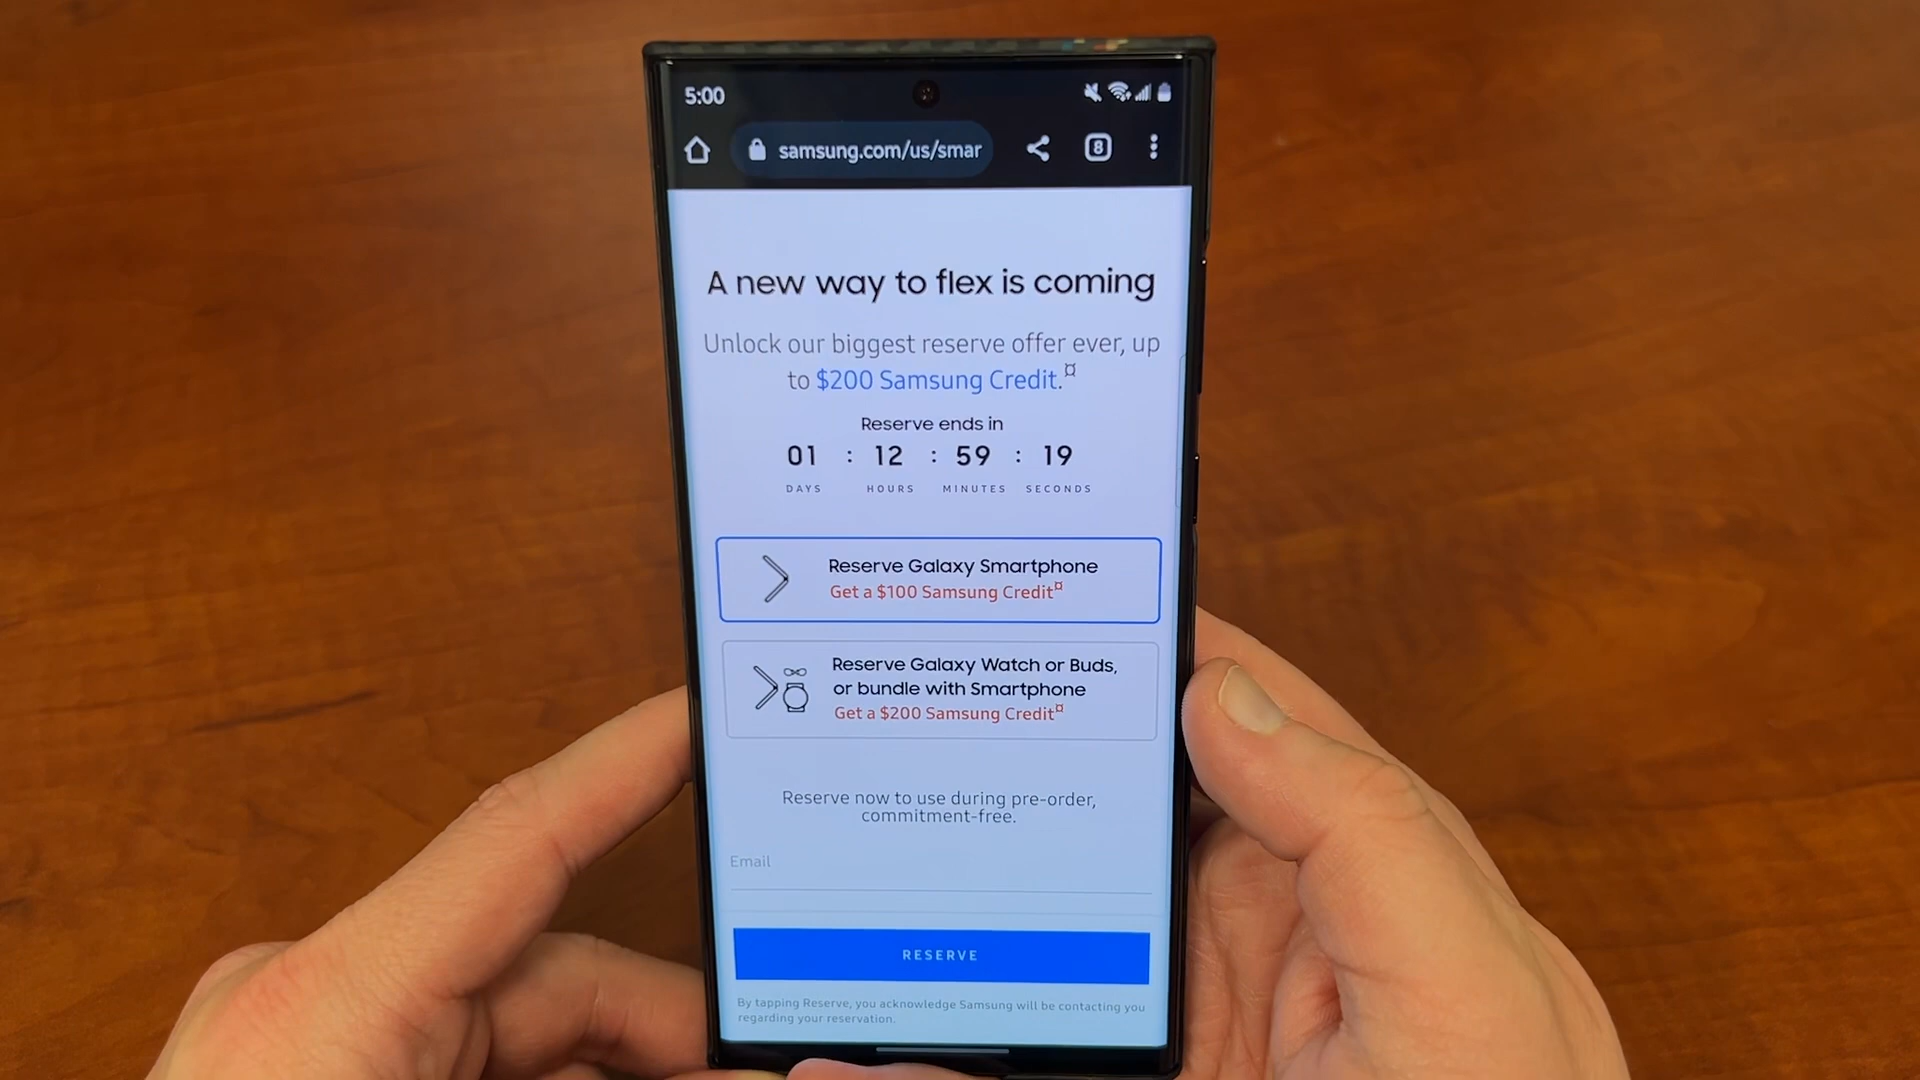 5:00
samsung.com/us/smar
8
A new way to flex is coming
Unlock our biggest reserve offer ever, up
to $200 Samsung Credit.¤
Reserve ends in
01 : 12 : 59 : 19
DAYS HOURS MINUTES SECONDS
Reserve Galaxy Smartphone
Get a $100 Samsung Credit¤
Reserve Galaxy Watch or Buds,
or bundle with Smartphone
Get a $200 Samsung Credit¤
Reserve now to use during pre-order,
commitment-free.
Email
RESERVE
By tapping Reserve, you acknowledge Samsung will be contacting you
regarding your reservation.